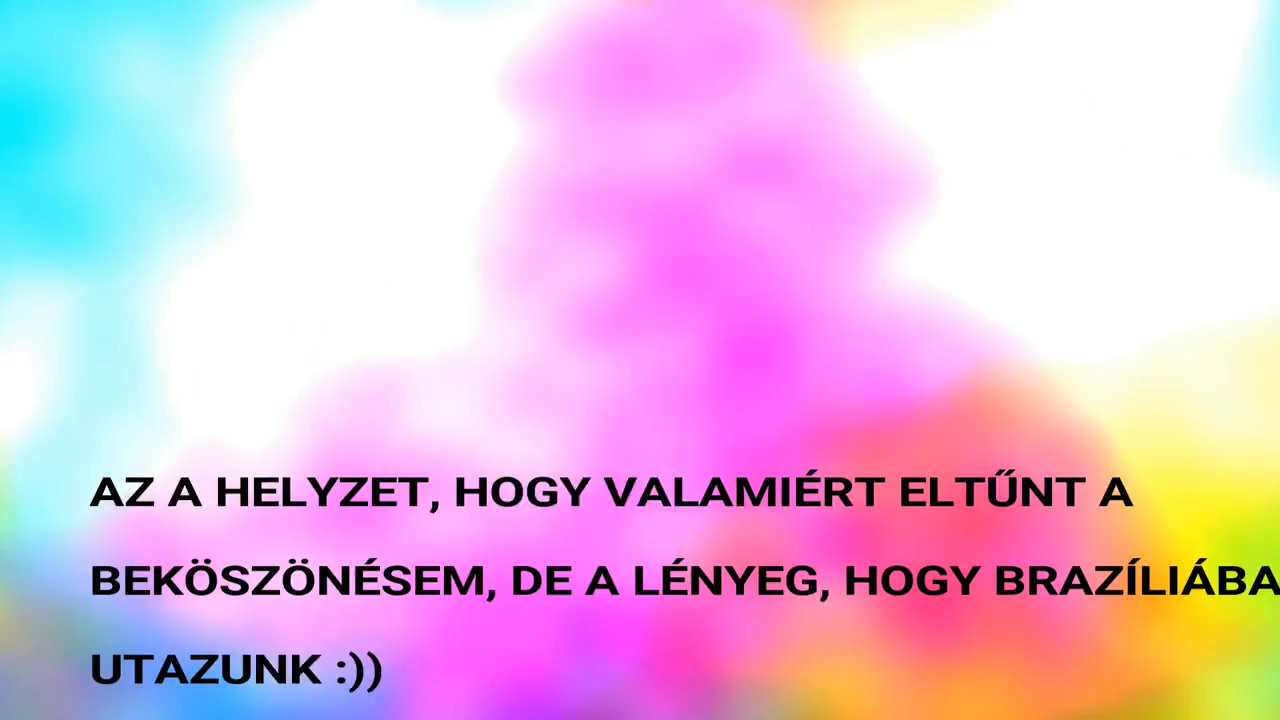 AZ A HELYZET, HOGY VALAMIÉRT ELTŰNT A
BEKÖSZÖNÉSEM, DE A LÉNYEG, HOGY BRAZÍLIÁBA
UTAZUNK :))